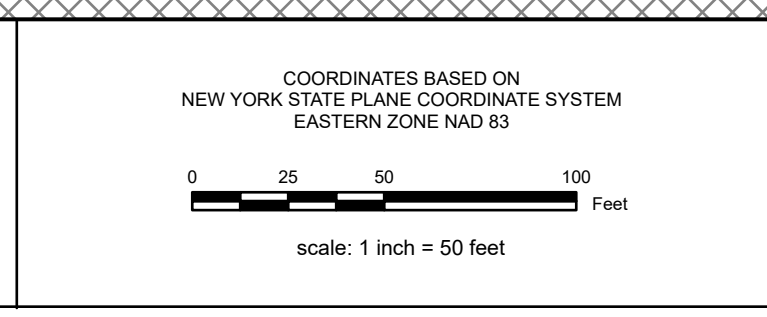 COORDINATES BASED ON
NEW YORK STATE PLANE COORDINATE SYSTEM
EASTERN ZONE NAD 83
0 25 50 100
Feet
scale: 1 inch = 50 feet